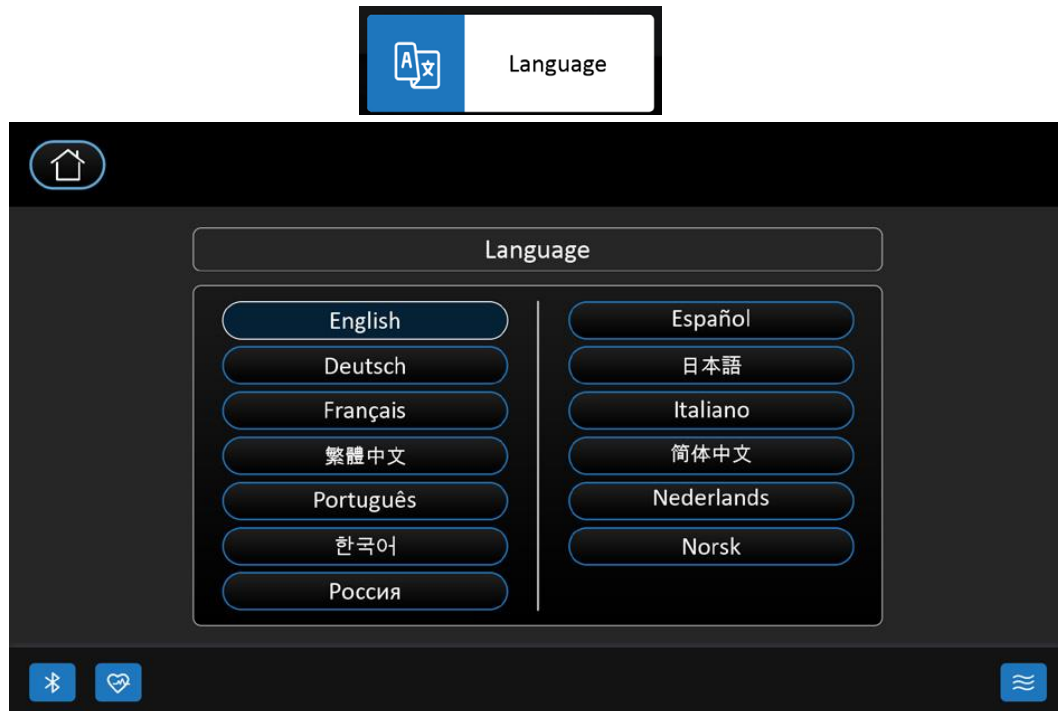 Language
Language
English
Deutsch
Français
繁體中文
Português
한국어
Россия
Español
日本語
Italiano
简体中文
Nederlands
Norsk